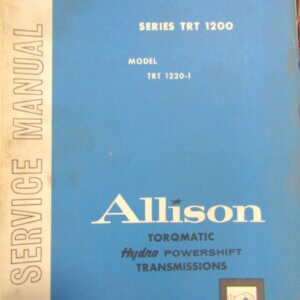 SERVICE MANUAL
SERIES TRT 1200
MODEL
TRT 1220-1
Allison
TORQMATIC
Hydro POWERSHIFT
TRANSMISSIONS